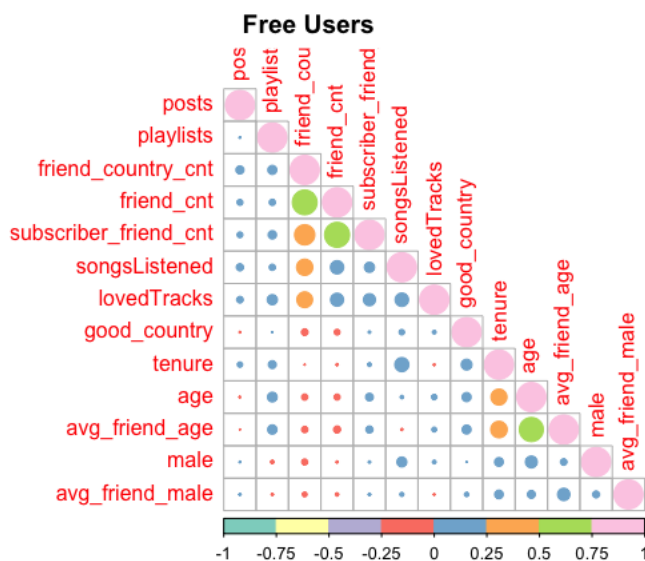 Free Users
pos
playlist
friend_cou
friend_cnt
subscriber_friend
songsListened
lovedTracks
good_country
tenure
age
avg_friend_age
male
avg_friend_male
posts
playlists
friend_country_cnt
friend_cnt
subscriber_friend_cnt
songsListened
lovedTracks
good_country
tenure
age
avg_friend_age
male
avg_friend_male
-1 -0.75 -0.5 -0.25 0 0.25 0.5 0.75 1